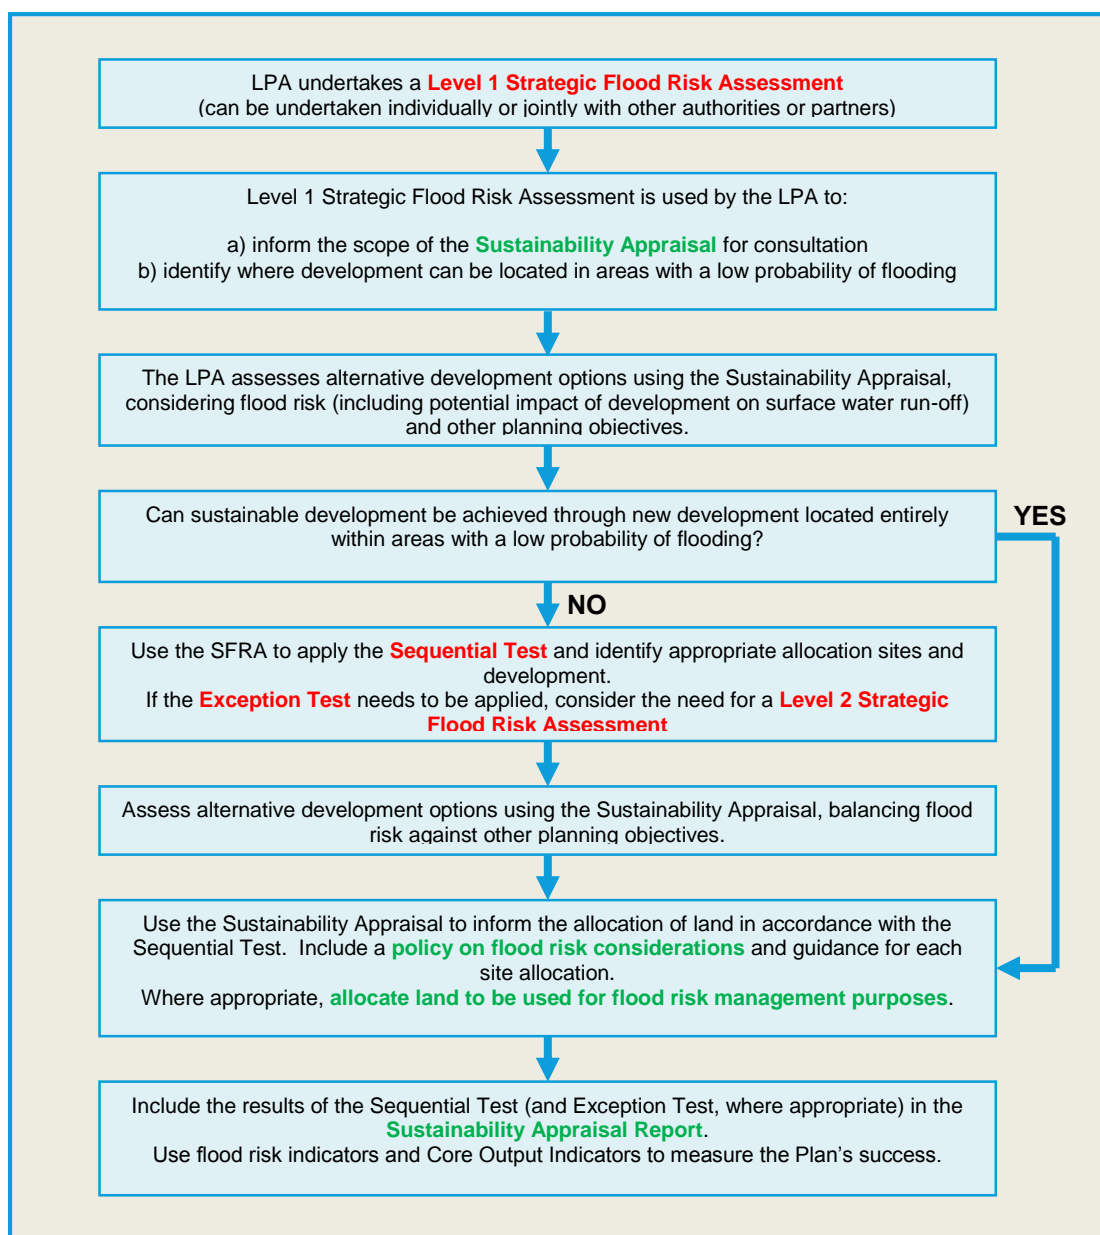 LPA undertakes a Level 1 Strategic Flood Risk Assessment
(can be undertaken individually or jointly with other authorities or partners)
Level 1 Strategic Flood Risk Assessment is used by the LPA to:
a) inform the scope of the Sustainability Appraisal for consultation
b) identify where development can be located in areas with a low probability of flooding
The LPA assesses alternative development options using the Sustainability Appraisal,
considering flood risk (including potential impact of development on surface water run-off)
and other planning objectives.
Can sustainable development be achieved through new development located entirely
within areas with a low probability of flooding?
YES
NO
Use the SFRA to apply the Sequential Test and identify appropriate allocation sites and
development.
If the Exception Test needs to be applied, consider the need for a Level 2 Strategic
Flood Risk Assessment
Assess alternative development options using the Sustainability Appraisal, balancing flood
risk against other planning objectives.
Use the Sustainability Appraisal to inform the allocation of land in accordance with the
Sequential Test.  Include a policy on flood risk considerations and guidance for each
site allocation.
Where appropriate, allocate land to be used for flood risk management purposes.
Include the results of the Sequential Test (and Exception Test, where appropriate) in the
Sustainability Appraisal Report.
Use flood risk indicators and Core Output Indicators to measure the Plan's success.